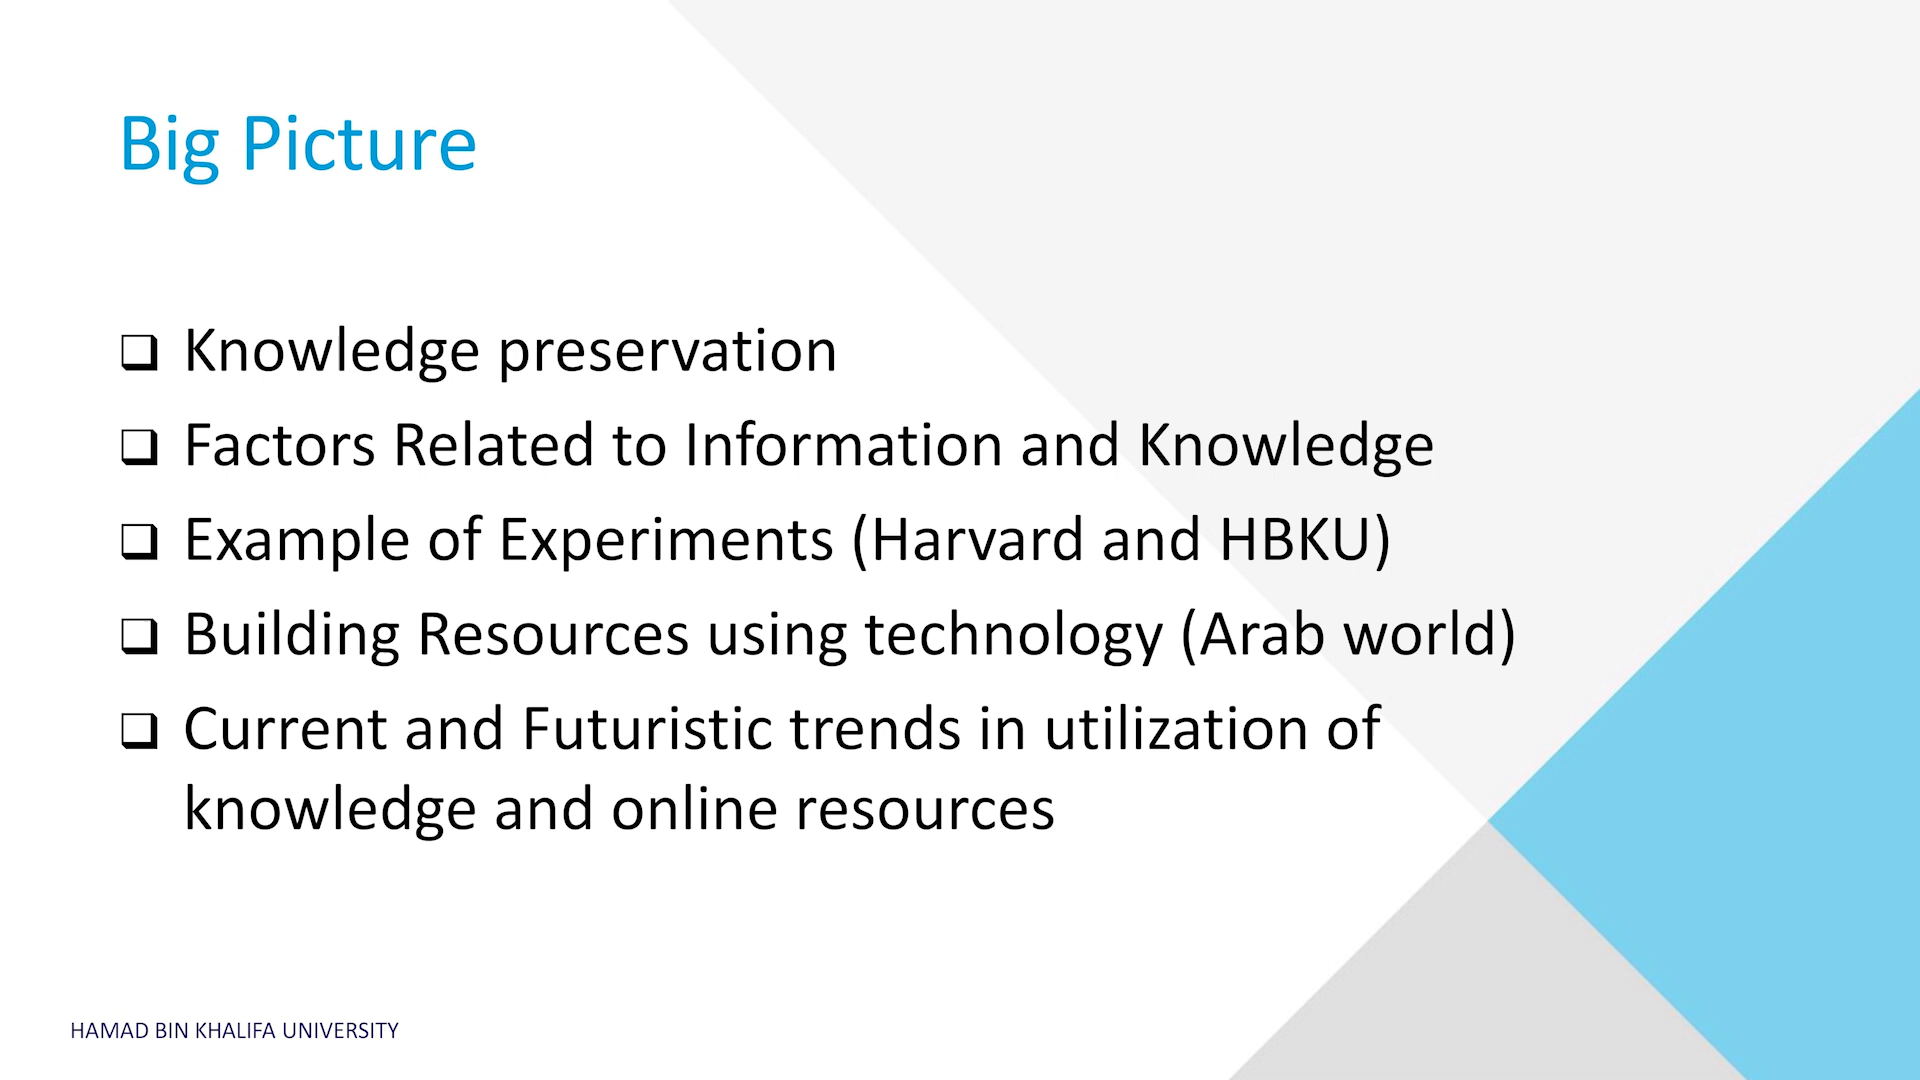 Big Picture
❑ Knowledge preservation
❑ Factors Related to Information and Knowledge
❑ Example of Experiments (Harvard and HBKU)
❑ Building Resources using technology (Arab world)
❑ Current and Futuristic trends in utilization of
knowledge and online resources
HAMAD BIN KHALIFA UNIVERSITY